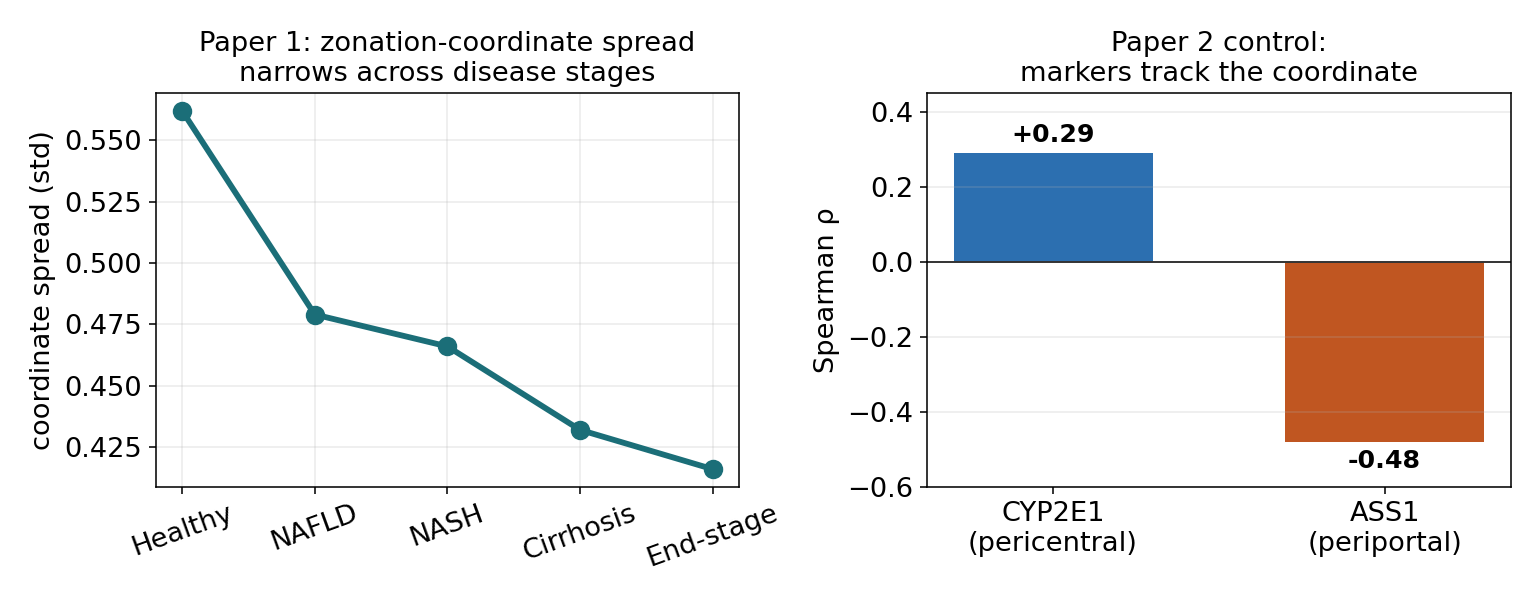 Paper 1: zonation-coordinate spread
narrows across disease stages
coordinate spread (std)
0.550
0.525
0.500
0.475
0.450
0.425
Healthy
NAFLD
NASH
Cirrhosis
End-stage
Paper 2 control:
markers track the coordinate
Spearman ρ
0.4
0.2
0.0
−0.2
−0.4
−0.6
+0.29
-0.48
CYP2E1
(pericentral)
ASS1
(periportal)